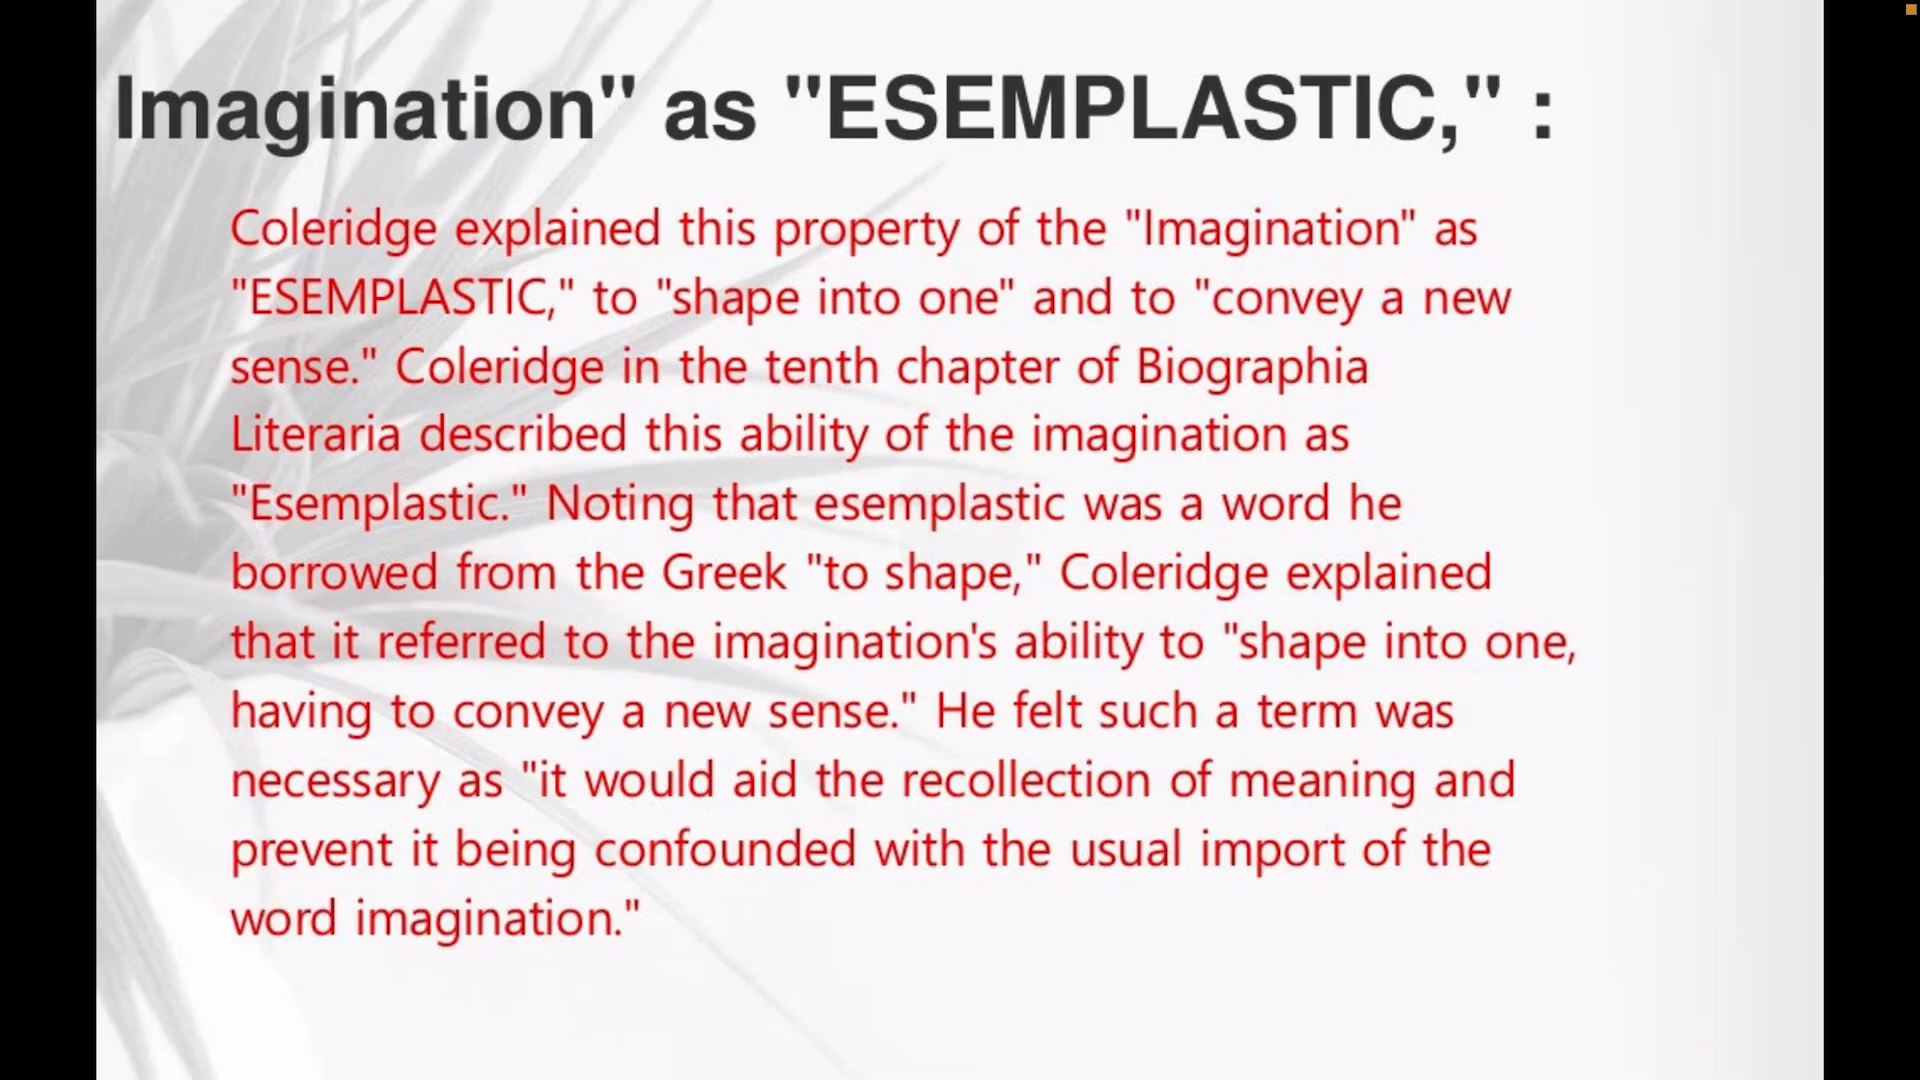 Imagination" as "ESEMPLASTIC," :
Coleridge explained this property of the "Imagination" as
"ESEMPLASTIC," to "shape into one" and to "convey a new
sense." Coleridge in the tenth chapter of Biographia
Literaria described this ability of the imagination as
"Esemplastic." Noting that esemplastic was a word he
borrowed from the Greek "to shape," Coleridge explained
that it referred to the imagination's ability to "shape into one,
having to convey a new sense." He felt such a term was
necessary as "it would aid the recollection of meaning and
prevent it being confounded with the usual import of the
word imagination."